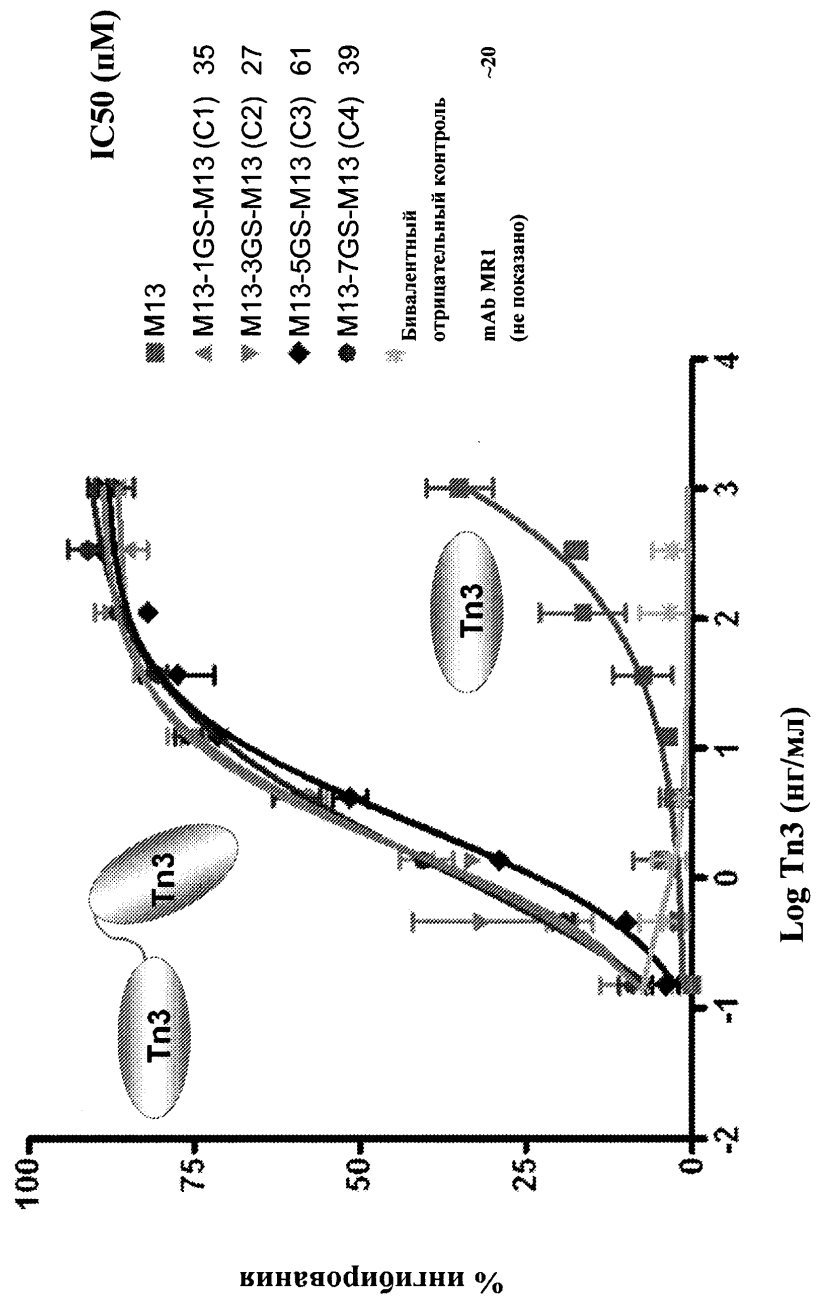 IC50 (пМ)
M13
M13-1GS-M13 (C1) 35
M13-3GS-M13 (C2) 27
M13-5GS-M13 (C3) 61
M13-7GS-M13 (C4) 39
Бивалентный
отрицательный контроль
mAb MR1 ~20
(не показано)
Tn3
Tn3
Tn3
% ингибирования
100
75
50
25
0
-2
-1
0
1
2
3
4
Log Tn3 (нг/мл)